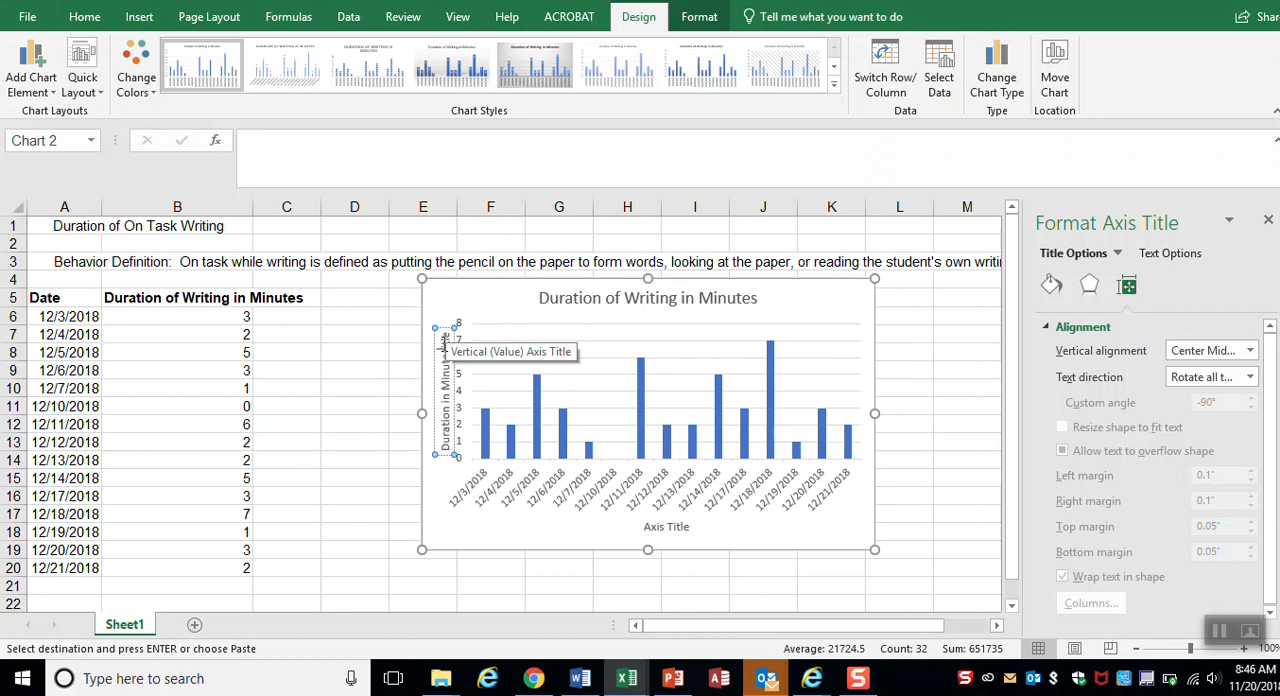 File Home Insert Page Layout Formulas Data Review View Help ACROBAT Design Format Tell me what you want to do Shar
Add Chart Element Quick Layout Change Colors Switch Row/ Column Select Data Change Chart Type Move Chart
Chart Layouts Chart Styles Data Type Location
Chart 2 fx
A B C D E F G H I J K L M
1 Duration of On Task Writing
2
3 Behavior Definition: On task while writing is defined as putting the pencil on the paper to form words, looking at the paper, or reading the student's own writin
4
5 Date Duration of Writing in Minutes
6 12/3/2018 3
7 12/4/2018 2
8 12/5/2018 5
9 12/6/2018 3
10 12/7/2018 1
11 12/10/2018 0
12 12/11/2018 6
13 12/12/2018 2
14 12/13/2018 2
15 12/14/2018 5
16 12/17/2018 3
17 12/18/2018 7
18 12/19/2018 1
19 12/20/2018 3
20 12/21/2018 2
21
22
Duration of Writing in Minutes
8
7
5
4
3
2
1
0
Duration in Minute
Vertical (Value) Axis Title
12/3/2018 12/4/2018 12/5/2018 12/6/2018 12/7/2018 12/10/2018 12/11/2018 12/12/2018 12/13/2018 12/14/2018 12/17/2018 12/18/2018 12/19/2018 12/20/2018 12/21/2018
Axis Title
Format Axis Title
Title Options Text Options
Alignment
Vertical alignment Center Mid...
Text direction Rotate all t...
Custom angle -90°
Resize shape to fit text
Allow text to overflow shape
Left margin 0.1"
Right margin 0.1"
Top margin 0.05"
Bottom margin 0.05"
Wrap text in shape
Columns...
Sheet1
Select destination and press ENTER or choose Paste Average: 21724.5 Count: 32 Sum: 651735 100%
Type here to search
8:46 AM
11/20/201